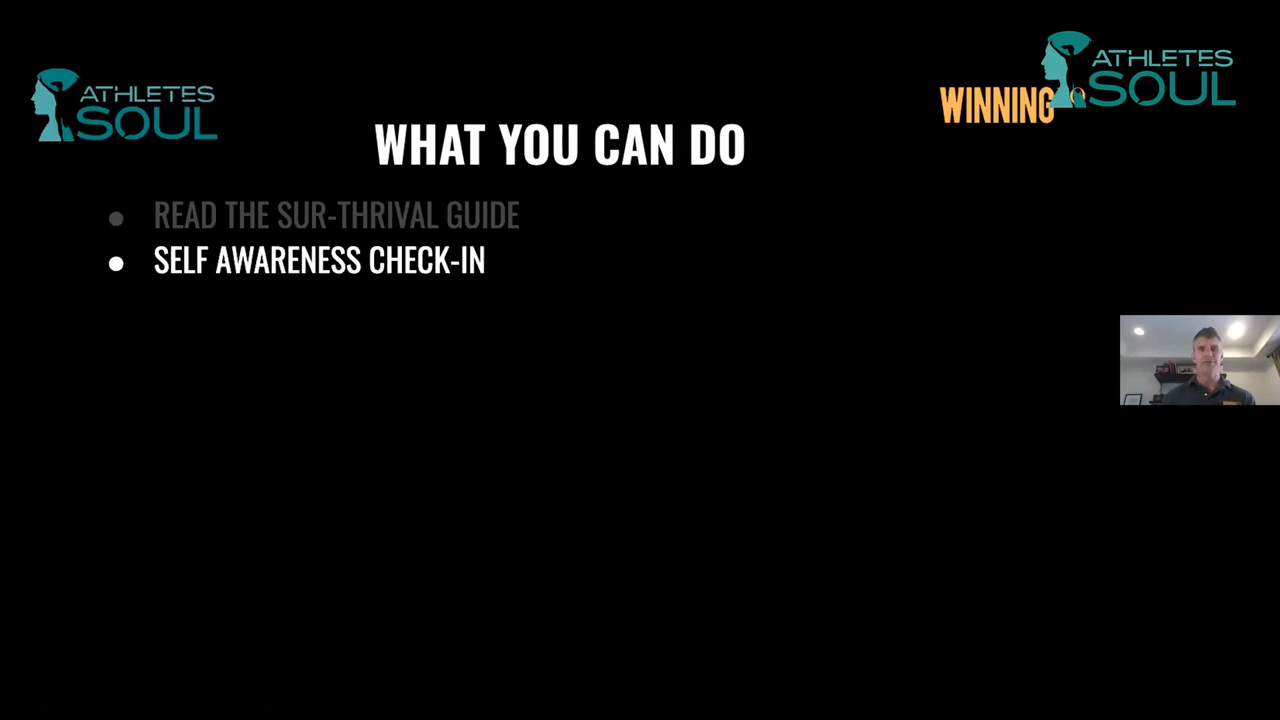 ATHLETES
SOUL
WINNING
ATHLETES
SOUL
WHAT YOU CAN DO
READ THE SUR-THRIVAL GUIDE
SELF AWARENESS CHECK-IN